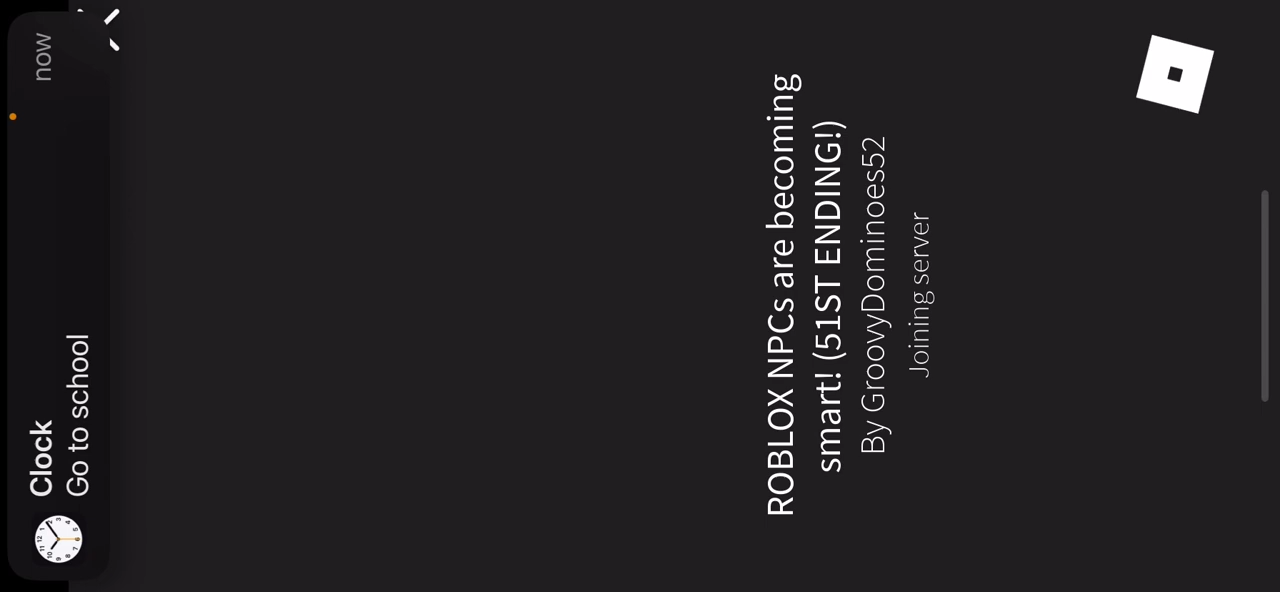 Clock
now
Go to school
ROBLOX NPCs are becoming
smart! (51ST ENDING!)
By GroovyDominoes52
Joining server